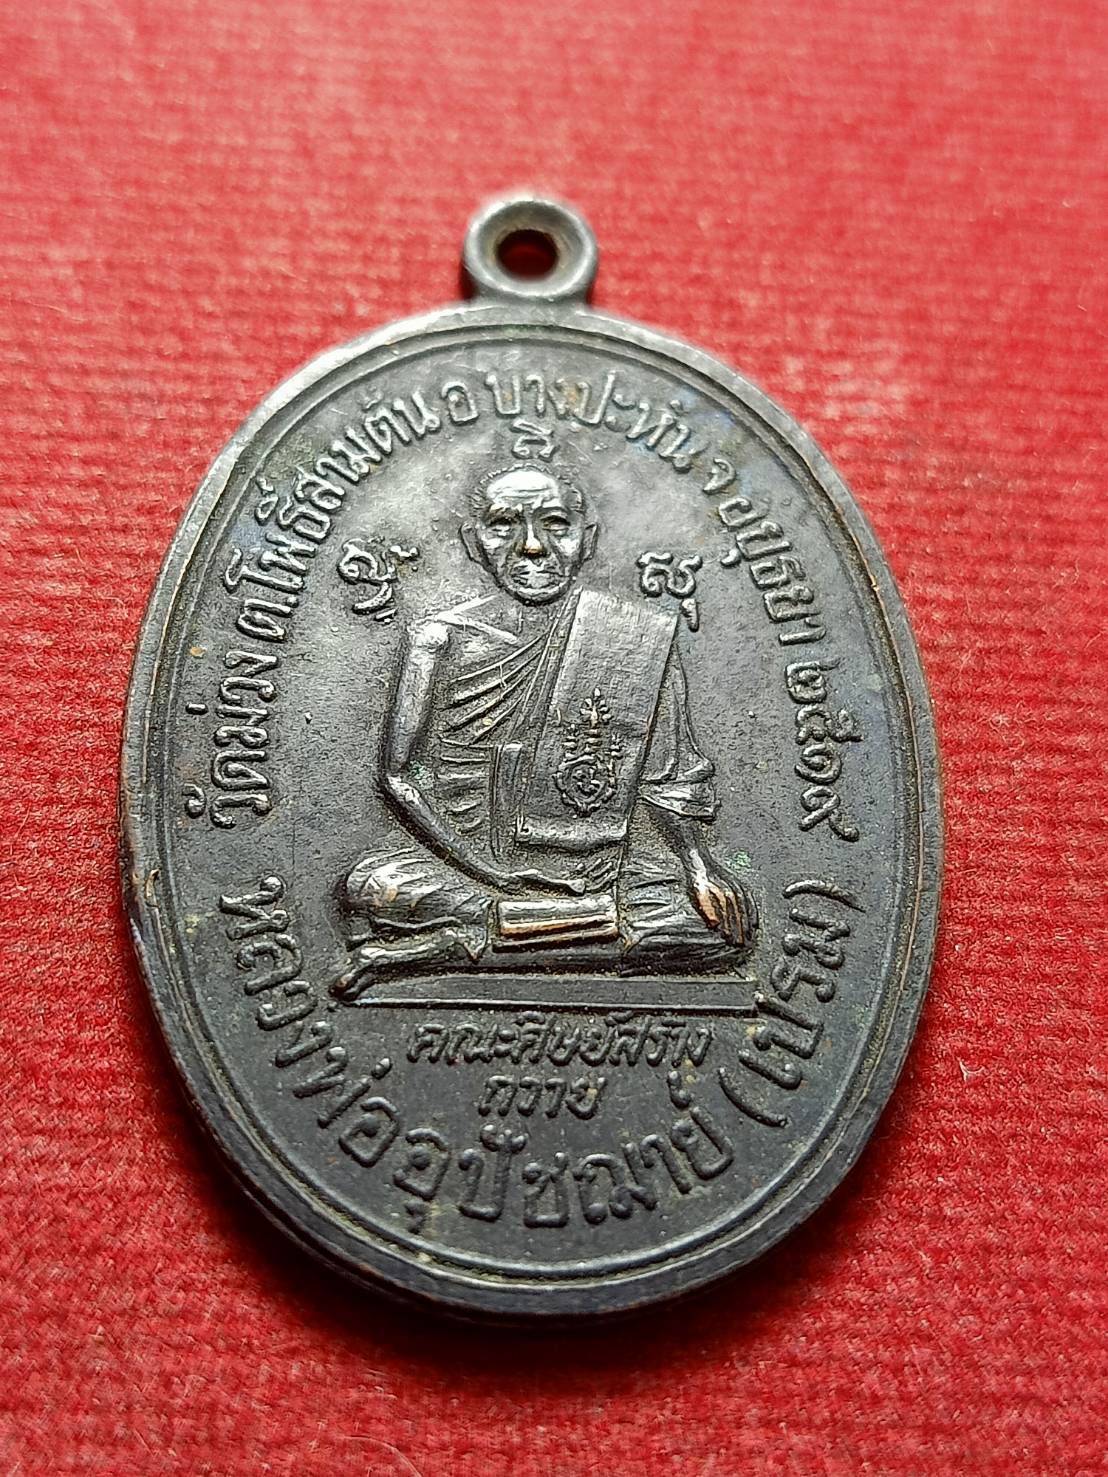 วัดม่วง ต.โพธิ์สามต้น อ บางปะหัน จ อยุธยา ๒๕๑๙
คณะศิษย์สร้าง
ถวาย
หลวงพ่ออุปัชฌาย์ (เปรม)